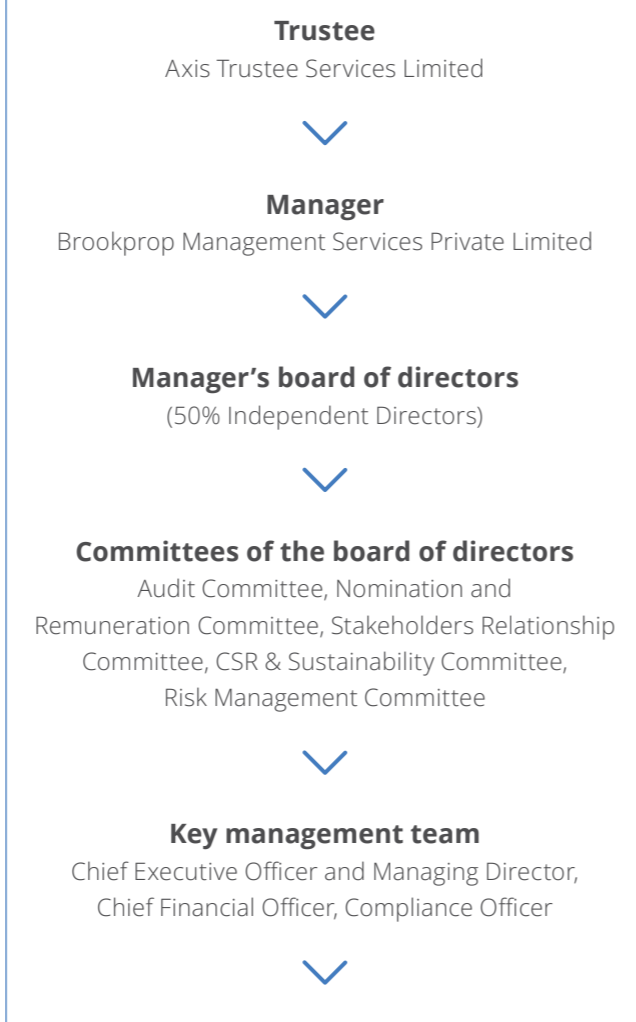 Trustee
Axis Trustee Services Limited
Manager
Brookprop Management Services Private Limited
Manager’s board of directors
(50% Independent Directors)
Committees of the board of directors
Audit Committee, Nomination and
Remuneration Committee, Stakeholders Relationship
Committee, CSR & Sustainability Committee,
Risk Management Committee
Key management team
Chief Executive Officer and Managing Director,
Chief Financial Officer, Compliance Officer